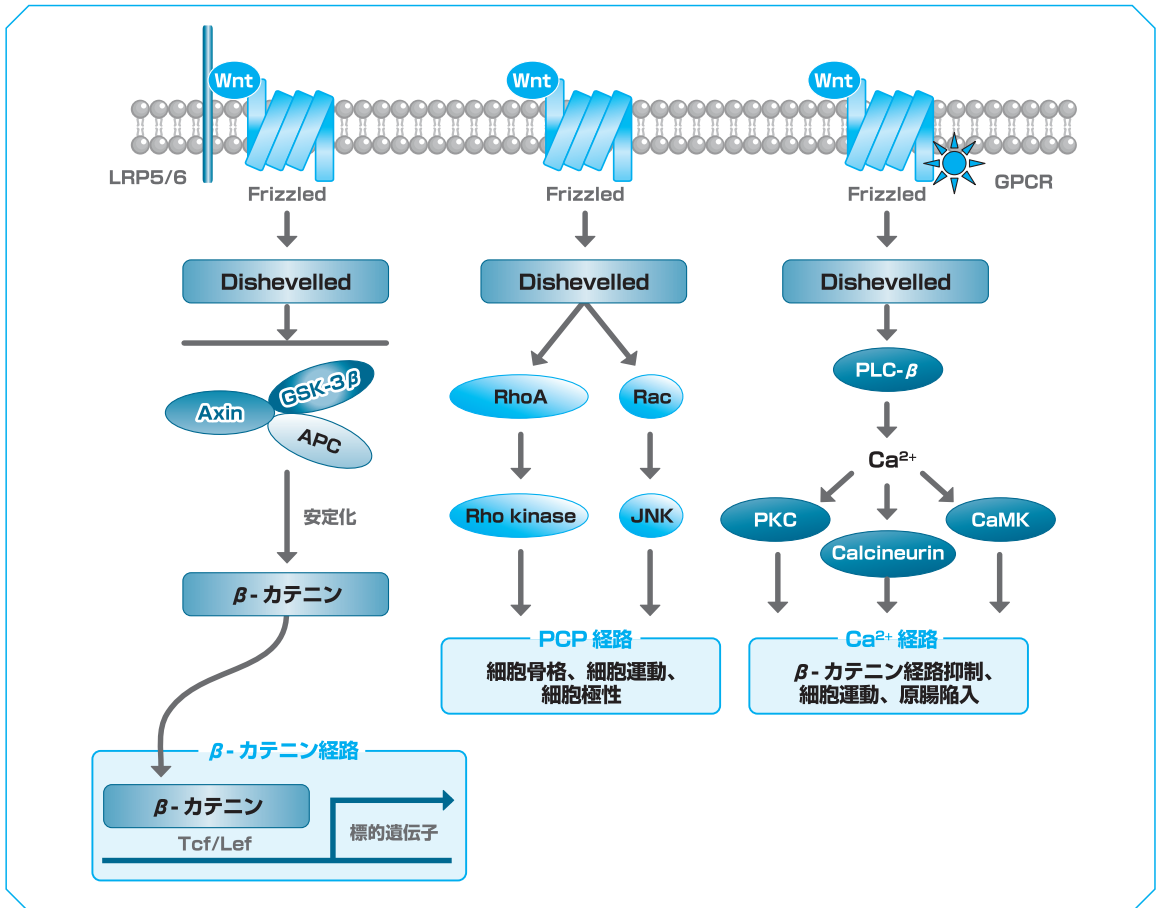 Wnt
Wnt
Wnt
LRP5/6
Frizzled
Frizzled
Frizzled
GPCR
Dishevelled
Dishevelled
Dishevelled
Axin
GSK-3β
APC
安定化
β-カテニン
RhoA
Rac
Rho kinase
JNK
PLC-β
Ca²⁺
PKC
Calcineurin
CaMK
PCP 経路
細胞骨格、細胞運動、
細胞極性
Ca²⁺ 経路
β-カテニン経路抑制、
細胞運動、原腸陥入
β-カテニン経路
β-カテニン
Tcf/Lef
標的遺伝子